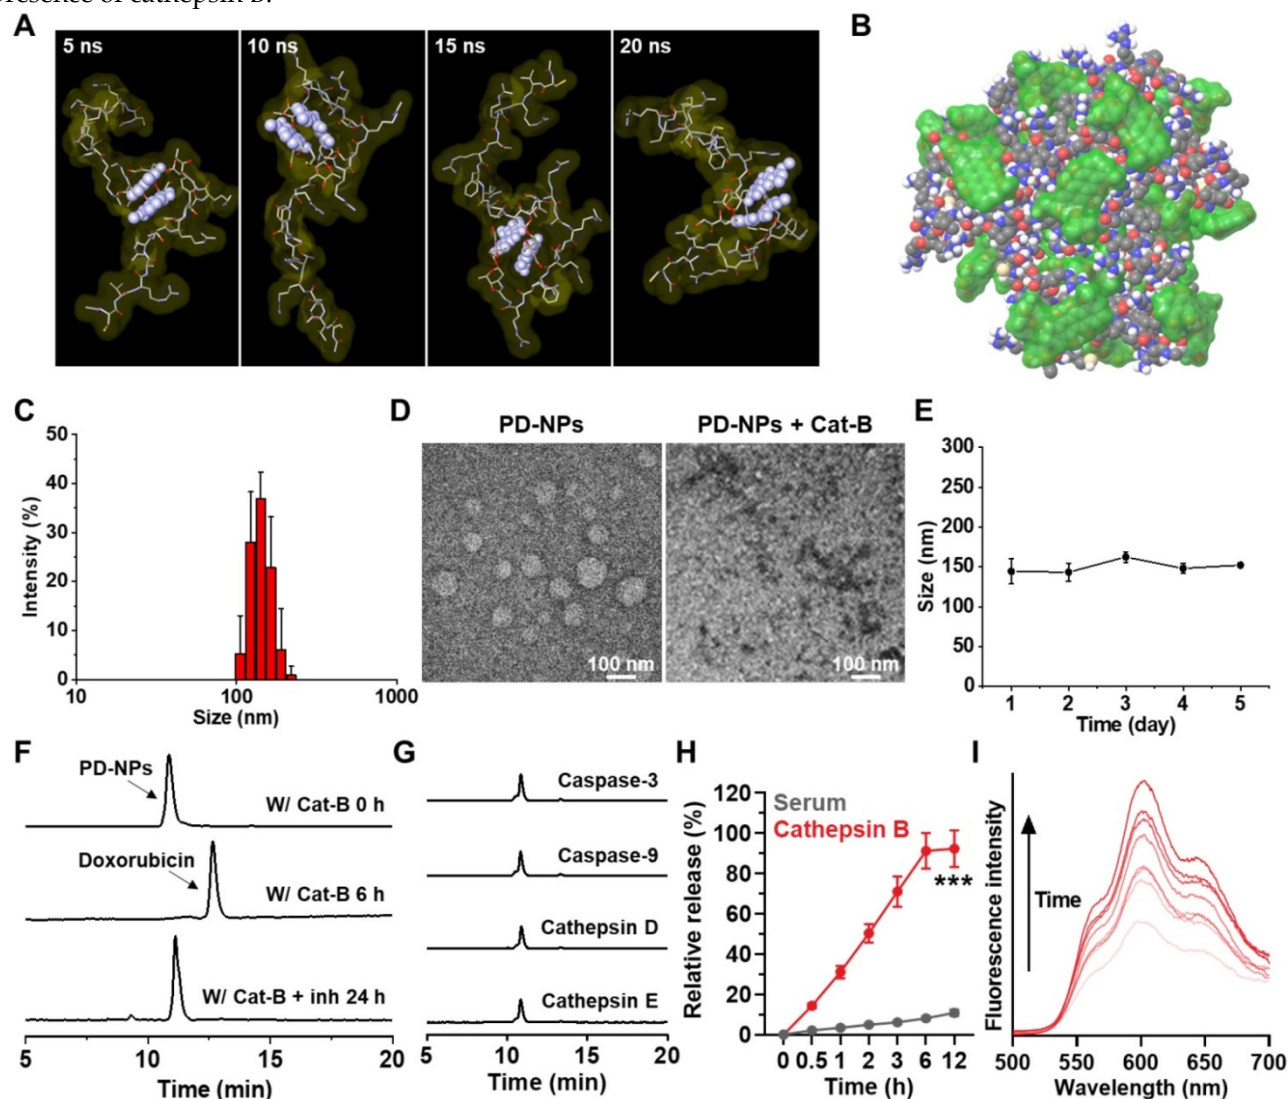 presence of cathepsin B.
A
5 ns
10 ns
15 ns
20 ns
B
C
Intensity (%)
50
40
30
20
10
0
10
100
1000
Size (nm)
D
PD-NPs
PD-NPs + Cat-B
100 nm
100 nm
E
Size (nm)
300
250
200
150
100
50
0
1
2
3
4
5
Time (day)
F
PD-NPs
W/ Cat-B 0 h
Doxorubicin
W/ Cat-B 6 h
W/ Cat-B + inh 24 h
5
10
15
20
Time (min)
G
Caspase-3
Caspase-9
Cathepsin D
Cathepsin E
5
10
15
20
Time (min)
H
Relative release (%)
120
100
80
60
40
20
0
Serum
Cathepsin B
***
0
0.5
1
2
3
6
12
Time (h)
I
Fluorescence intensity
Time
500
600
700
Wavelength (nm)